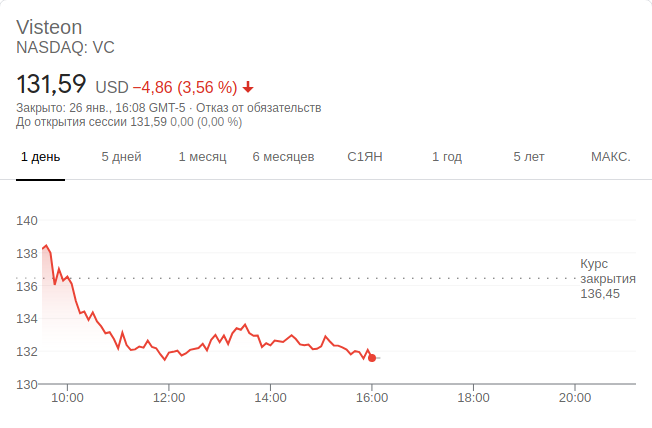 Visteon
NASDAQ: VC
131,59 USD −4,86 (3,56 %)
Закрыто: 26 янв., 16:08 GMT-5 · Отказ от обязательств
До открытия сессии 131,59 0,00 (0,00 %)
1 день 5 дней 1 месяц 6 месяцев С1ЯН 1 год 5 лет МАКС.
140
138
Курс
закрытия
136,45
136
134
132
130
10:00 12:00 14:00 16:00 18:00 20:00